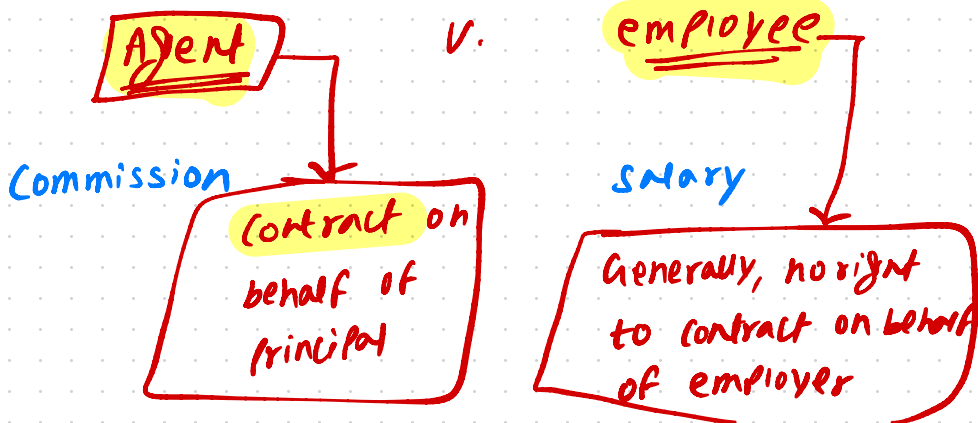 Agent
v.
employee
Commission
salary
Contract on
behalf of
principal
Generally, no right
to contract on behalf
of employer